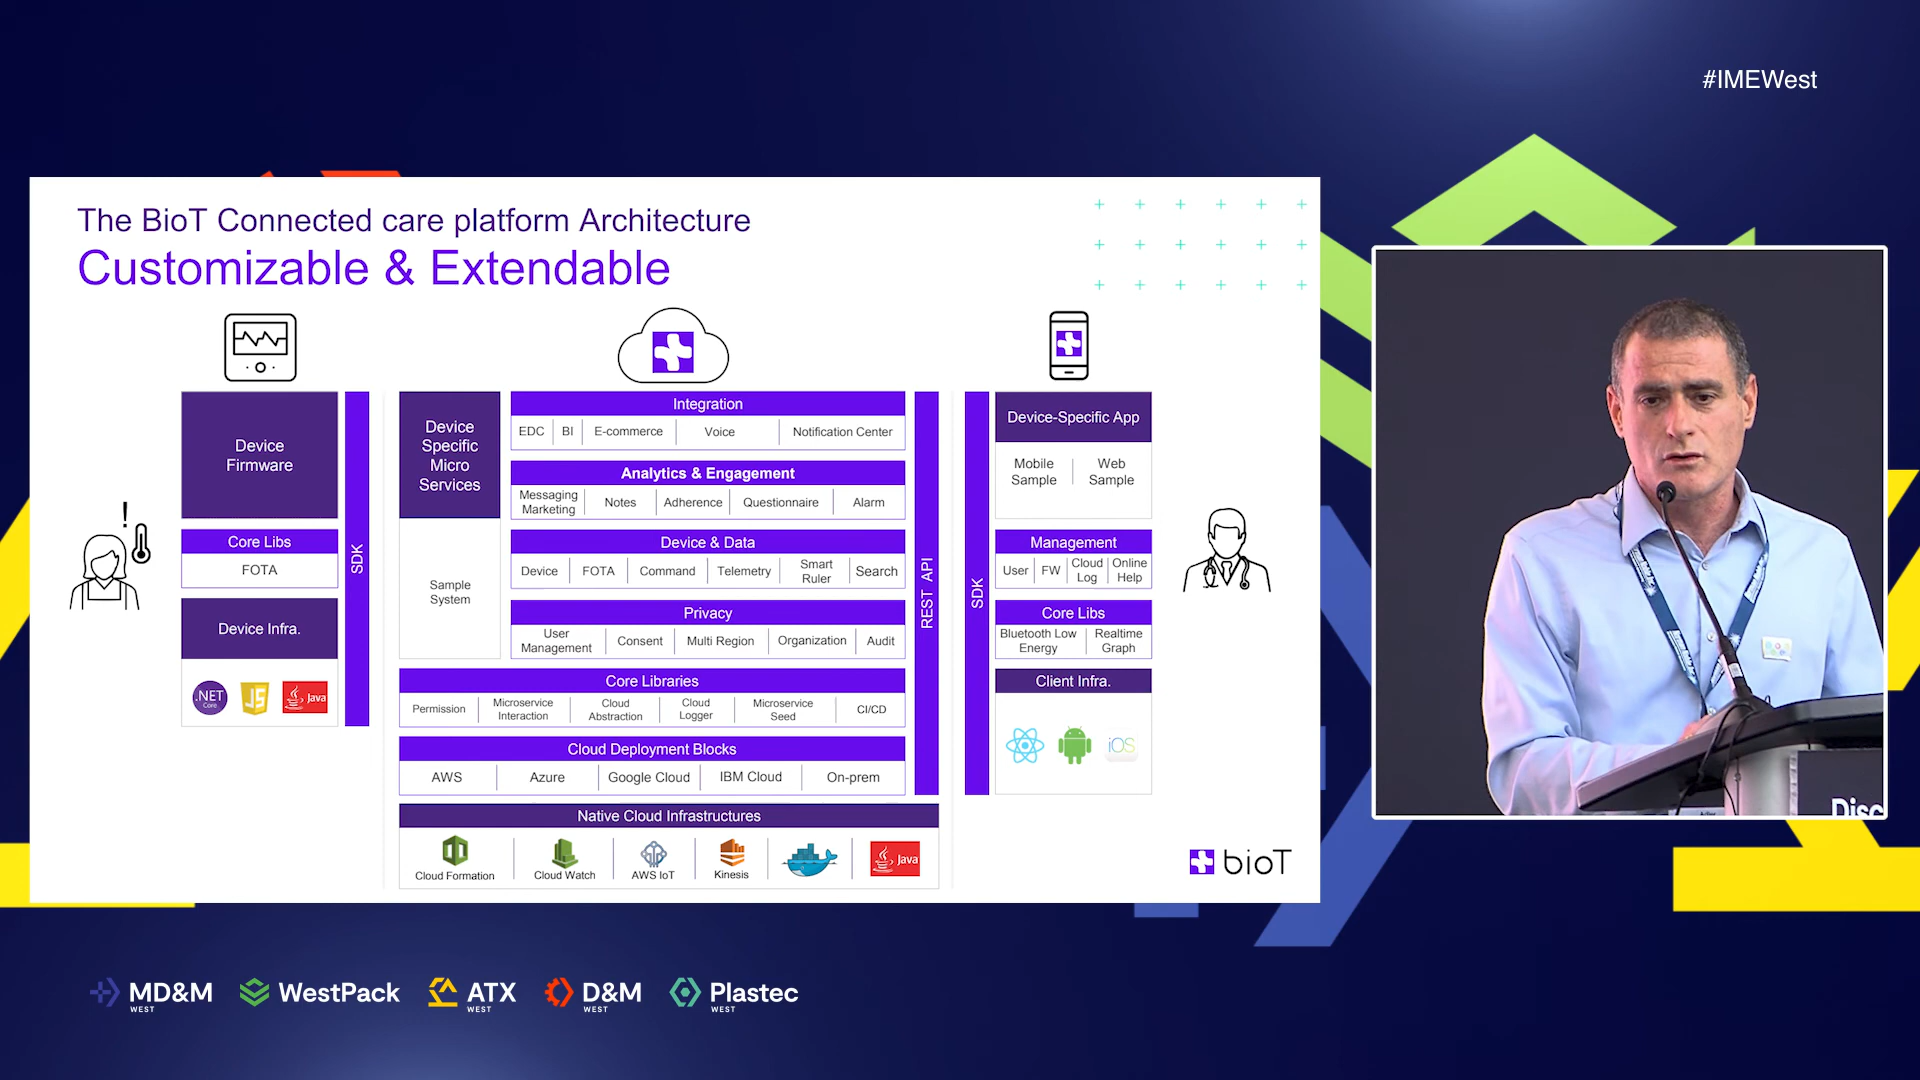 #IMEWest
The BioT Connected care platform Architecture
Customizable & Extendable
Device
Firmware
Core Libs
FOTA
Device Infra.
.NET
Core
JS
Java
SDK
Device
Specific
Micro
Services
Sample
System
Integration
EDC BI E-commerce Voice Notification Center
Analytics & Engagement
Messaging
Marketing
Notes Adherence Questionnaire Alarm
Device & Data
Device FOTA Command Telemetry
Smart
Ruler
Search
Privacy
User
Management
Consent Multi Region Organization Audit
Core Libraries
Permission
Microservice
Interaction
Cloud
Abstraction
Cloud
Logger
Microservice
Seed
CI/CD
Cloud Deployment Blocks
AWS Azure Google Cloud IBM Cloud On-prem
Native Cloud Infrastructures
Cloud Formation
Cloud Watch
AWS IoT
Kinesis
Java
REST API
SDK
Device-Specific App
Mobile
Sample
Web
Sample
Management
User FW
Cloud
Log
Online
Help
Core Libs
Bluetooth Low
Energy
Realtime
Graph
Client Infra.
iOS
bioT
Disc
MD&M
WEST
WestPack
ATX
WEST
D&M
WEST
Plastec
WEST